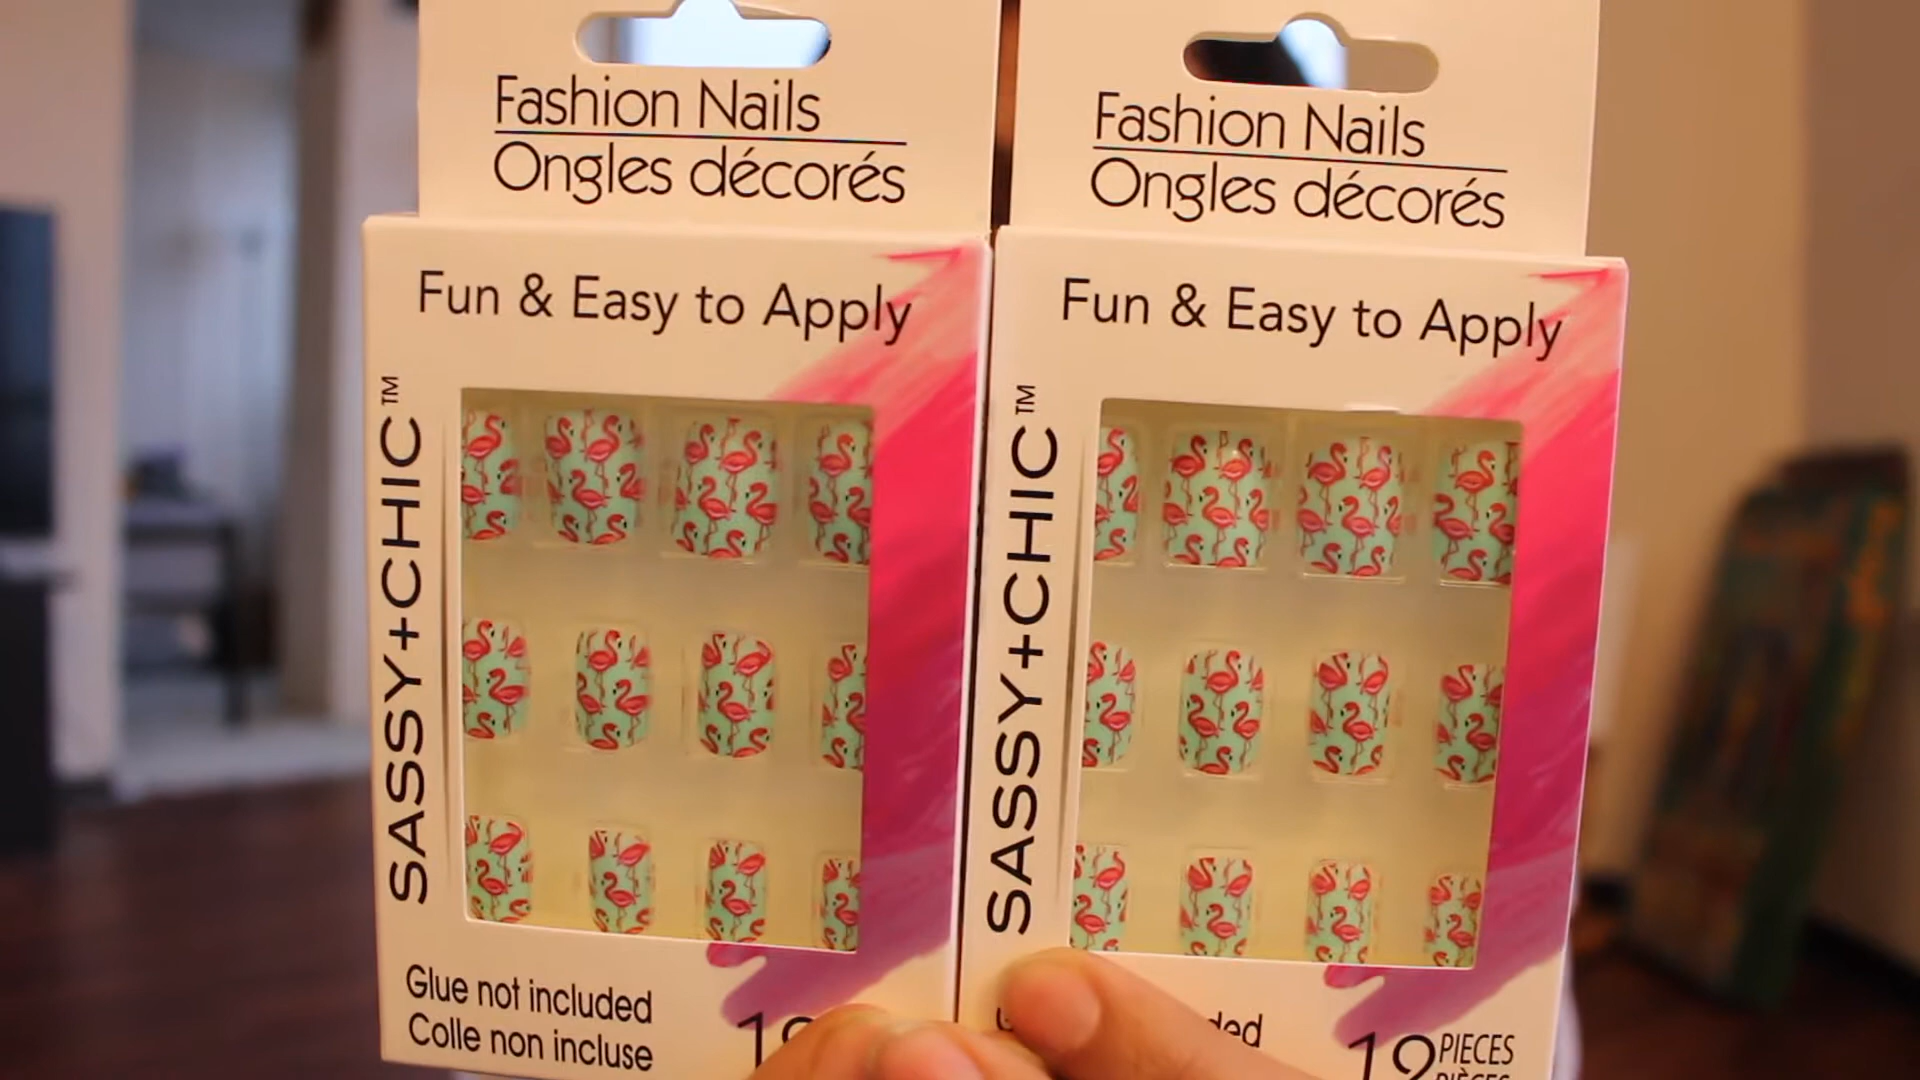 Fashion Nails
Ongles décorés
Fun & Easy to Apply
SASSY+CHIC™
Glue not included
Colle non incluse
Fashion Nails
Ongles décorés
Fun & Easy to Apply
SASSY+CHIC™
12 PIECES
PIÈCES